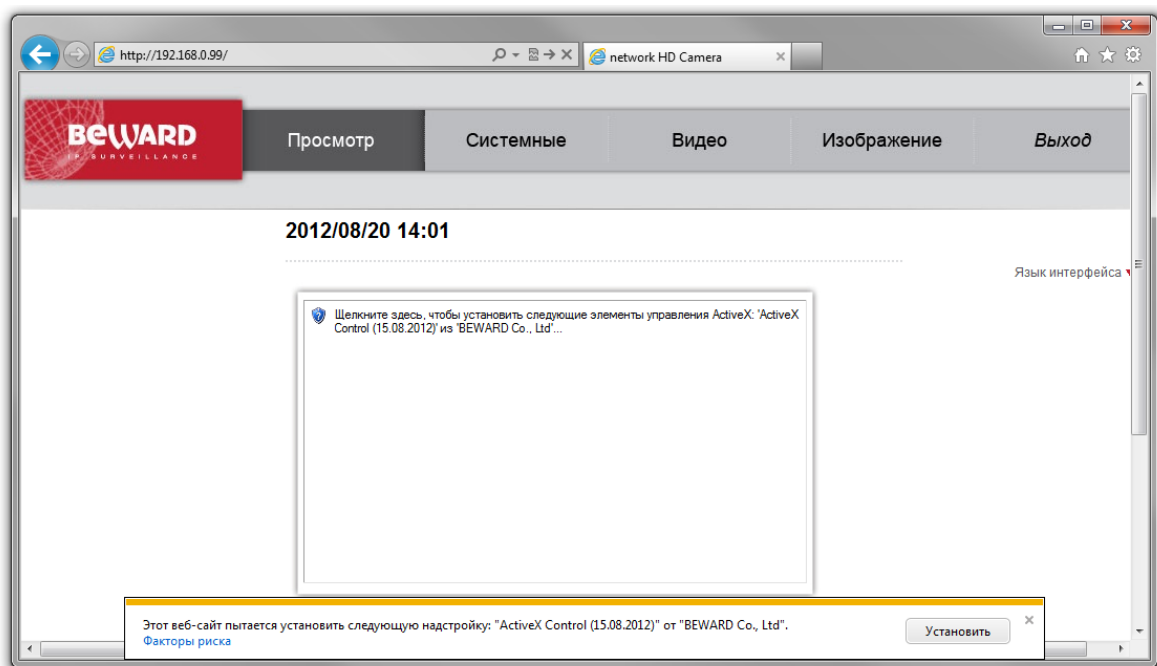 http://192.168.0.99/
network HD Camera
BEWARD
IP SURVEILLANCE
Просмотр
Системные
Видео
Изображение
Выход
2012/08/20 14:01
Язык интерфейса
Щелкните здесь, чтобы установить следующие элементы управления ActiveX: 'ActiveX
Control (15.08.2012)' из 'BEWARD Co., Ltd'...
Этот веб-сайт пытается установить следующую надстройку: "ActiveX Control (15.08.2012)" от "BEWARD Co., Ltd".
Факторы риска
Установить